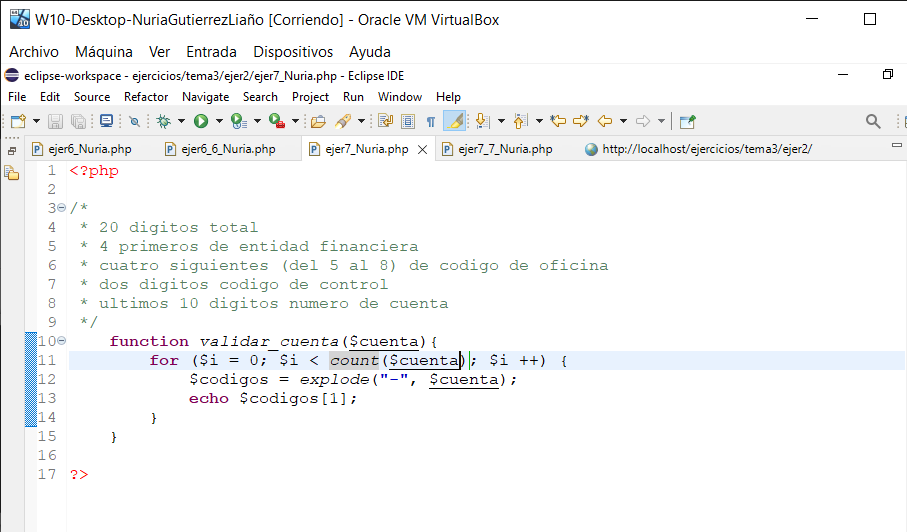 W10-Desktop-NuriaGutierrezLiaño [Corriendo] - Oracle VM VirtualBox
Archivo Máquina Ver Entrada Dispositivos Ayuda
eclipse-workspace - ejercicios/tema3/ejer2/ejer7_Nuria.php - Eclipse IDE
File Edit Source Refactor Navigate Search Project Run Window Help
ejer6_Nuria.php ejer6_6_Nuria.php ejer7_Nuria.php ejer7_7_Nuria.php http://localhost/ejercicios/tema3/ejer2/
1 <?php
2
3 /*
4 * 20 digitos total
5 * 4 primeros de entidad financiera
6 * cuatro siguientes (del 5 al 8) de codigo de oficina
7 * dos digitos codigo de control
8 * ultimos 10 digitos numero de cuenta
9 */
10 function validar_cuenta($cuenta){
11 for ($i = 0; $i < count($cuenta); $i ++) {
12 $codigos = explode("-", $cuenta);
13 echo $codigos[1];
14 }
15 }
16
17 ?>